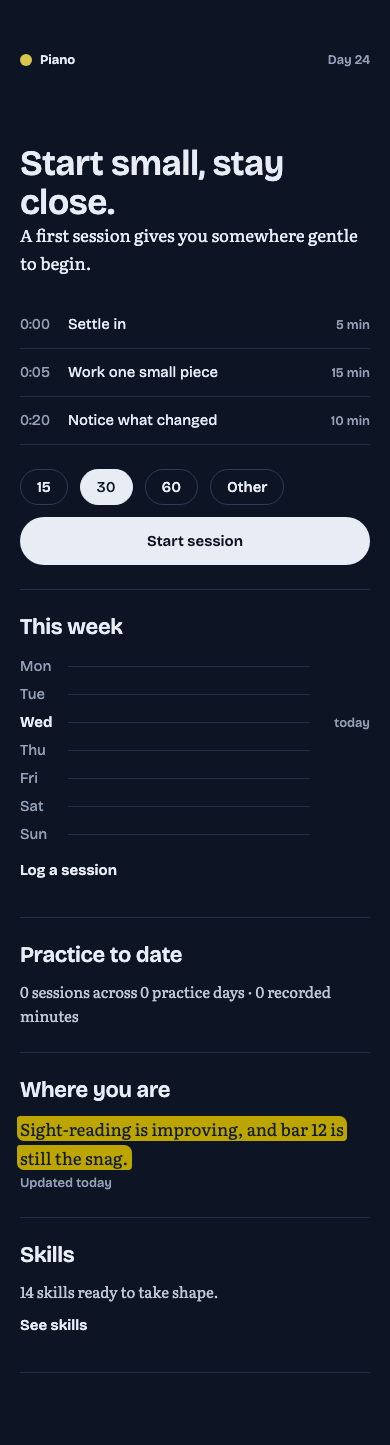 Piano
Day 24
Start small, stay
close.
A first session gives you somewhere gentle
to begin.
0:00 Settle in 5 min
0:05 Work one small piece 15 min
0:20 Notice what changed 10 min
15 30 60 Other
Start session
This week
Mon
Tue
Wed today
Thu
Fri
Sat
Sun
Log a session
Practice to date
0 sessions across 0 practice days · 0 recorded
minutes
Where you are
Sight-reading is improving, and bar 12 is
still the snag.
Updated today
Skills
14 skills ready to take shape.
See skills